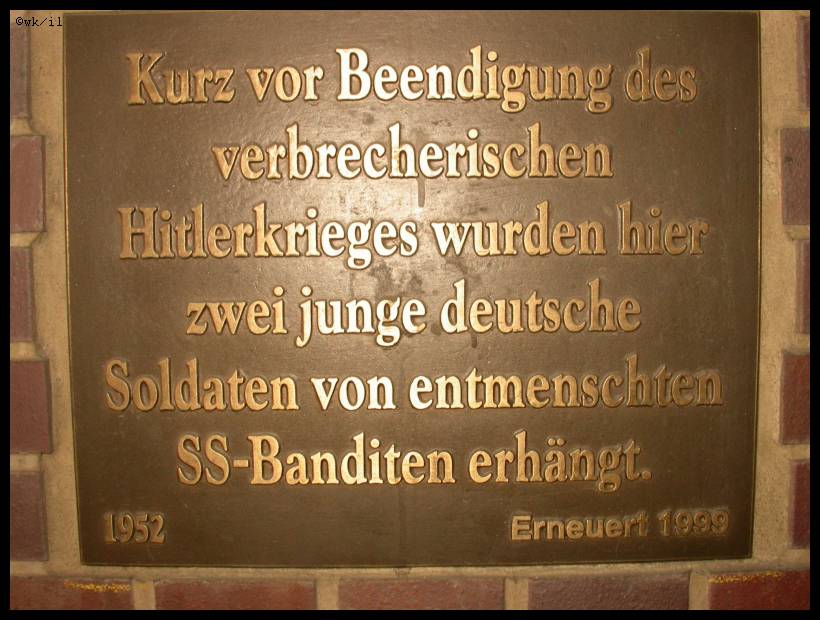 ©wk/il
Kurz vor Beendigung des
verbrecherischen
Hitlerkrieges wurden hier
zwei junge deutsche
Soldaten von entmenschten
SS-Banditen erhängt.
1952 Erneuert 1999